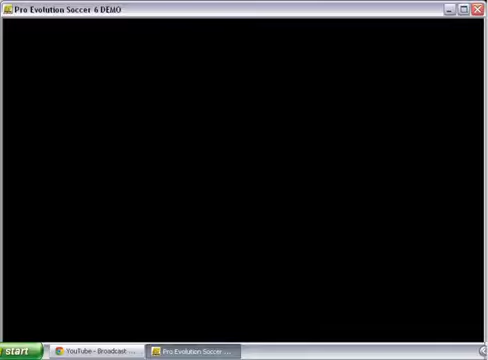 Pro Evolution Soccer 6 DEMO
start
YouTube - Broadcast ...
Pro Evolution Soccer ...